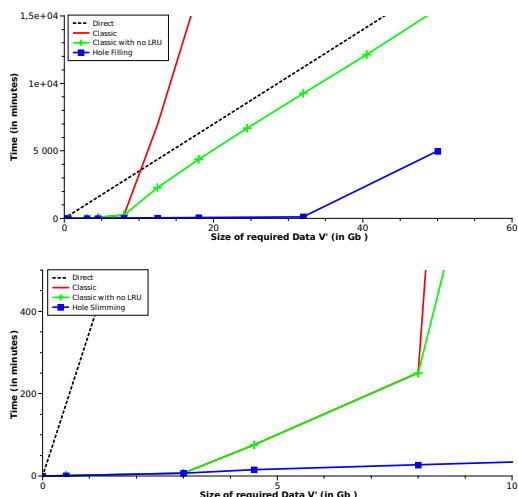 1,5e+04
Direct
Classic
Classic with no LRU
Hole Filling
1e+04
Time (in minutes)
5 000
0
0
20
40
60
Size of required Data V' (in Gb )
Direct
Classic
Classic with no LRU
Hole Slimming
400
Time (in minutes)
200
0
0
5
10
Size of required Data V' (in Gb )